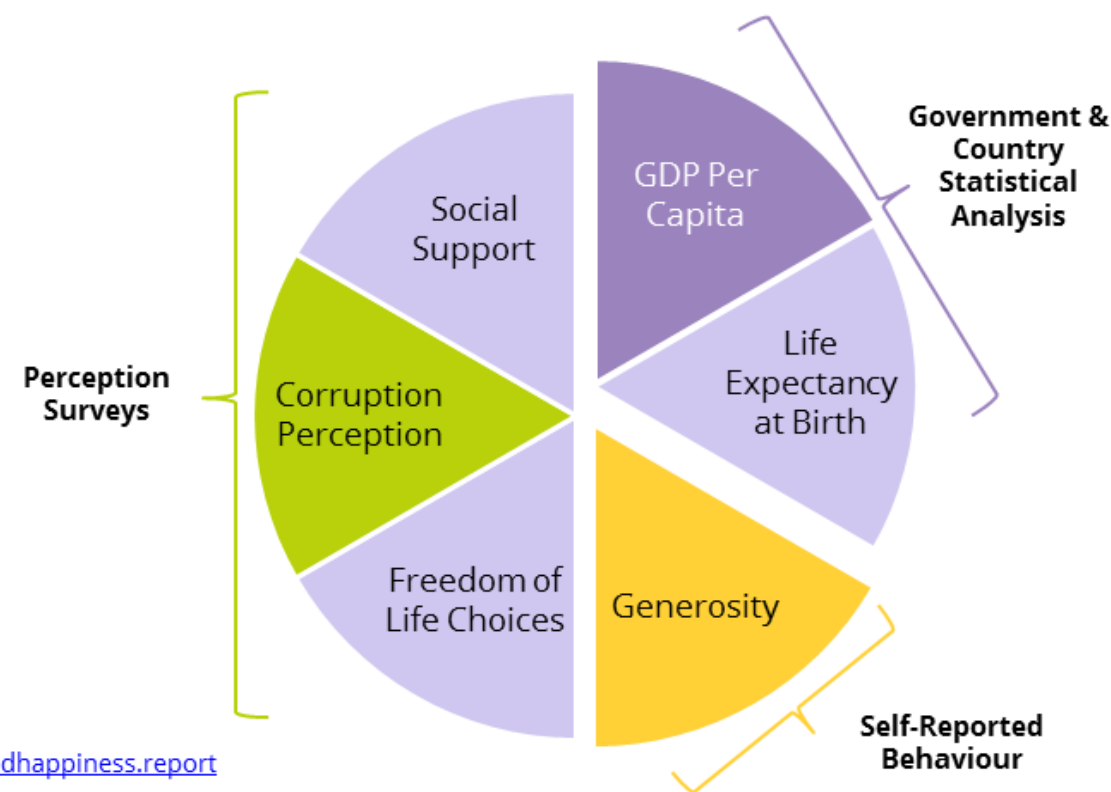 Government &
Country
Statistical
Analysis
GDP Per
Capita
Social
Support
Life
Expectancy
at Birth
Perception
Surveys
Corruption
Perception
Freedom of
Life Choices
Generosity
Self-Reported
Behaviour
dhappiness.report